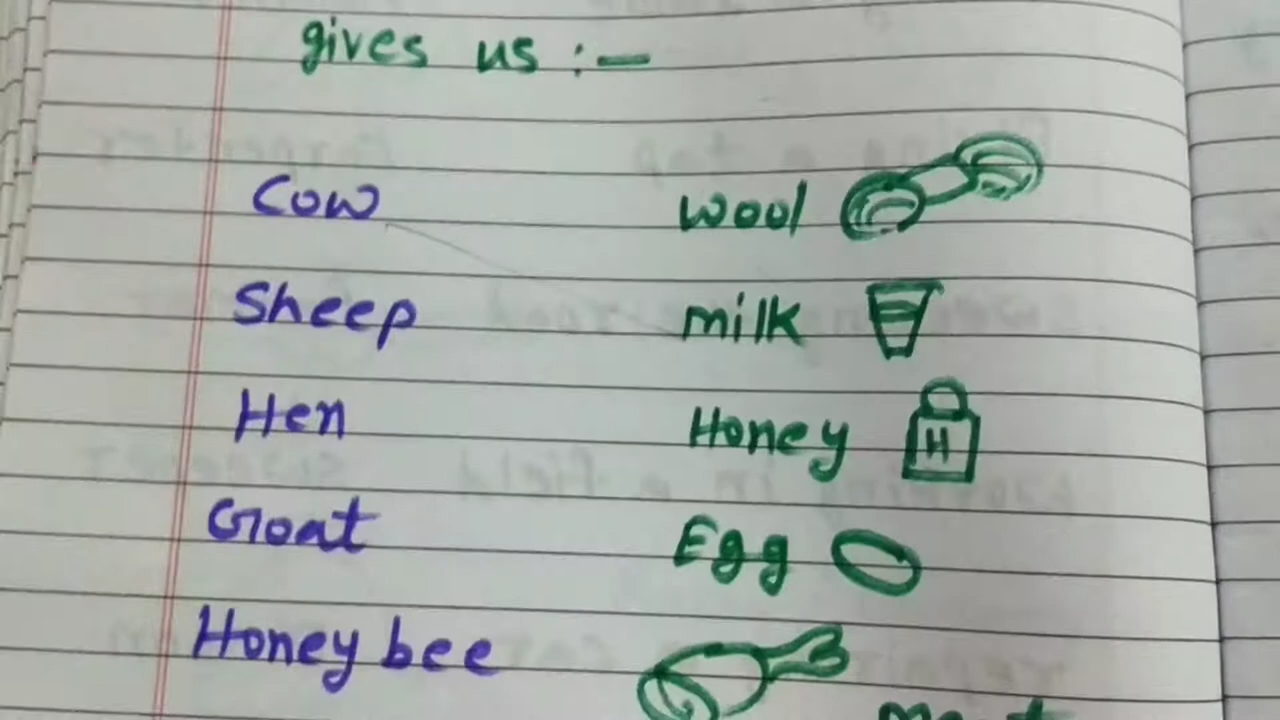 gives us :—
Cow wool
Sheep milk
Hen Honey H
Goat Egg
Honey bee